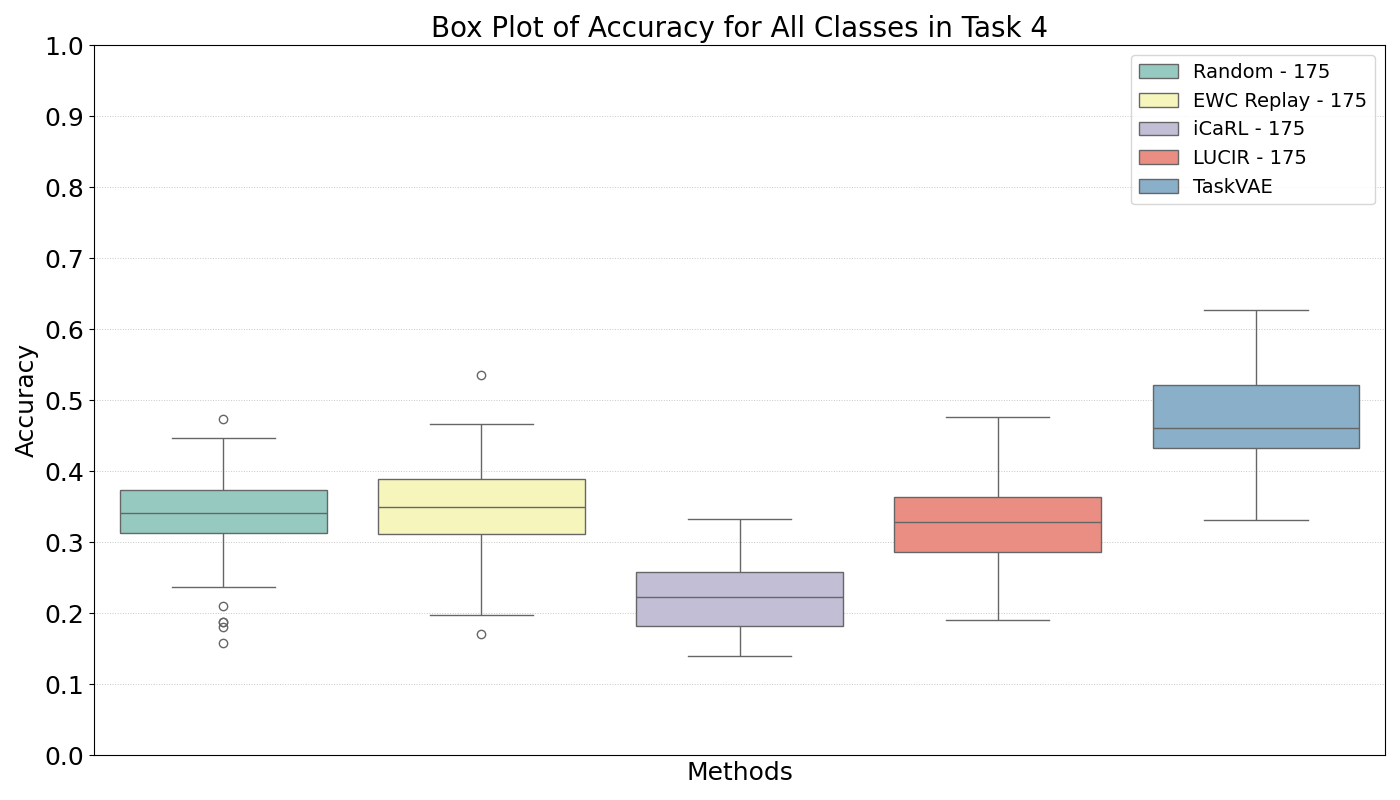 Box Plot of Accuracy for All Classes in Task 4
1.0
0.9
0.8
0.7
0.6
0.5
0.4
0.3
0.2
0.1
0.0
Accuracy
Methods
Random - 175
EWC Replay - 175
iCaRL - 175
LUCIR - 175
TaskVAE